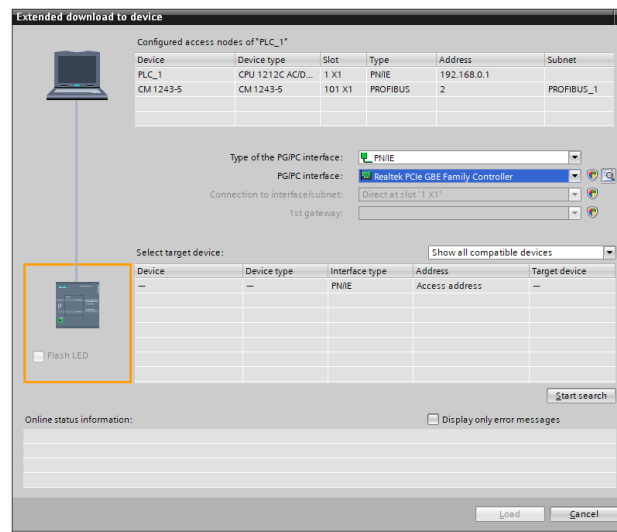 Extended download to device
Configured access nodes of "PLC_1"
Device Device type Slot Type Address Subnet
PLC_1 CPU 1212C AC/D... 1 X1 PN/IE 192.168.0.1
CM 1243-5 CM 1243-5 101 X1 PROFIBUS 2 PROFIBUS_1
Type of the PG/PC interface: PN/IE
PG/PC interface: Realtek PCIe GBE Family Controller
Connection to interface/subnet: Direct at slot '1 X1'
1st gateway:
Select target device: Show all compatible devices
Device Device type Interface type Address Target device
— — PN/IE Access address —
Flash LED
Start search
Online status information: Display only error messages
Load Cancel